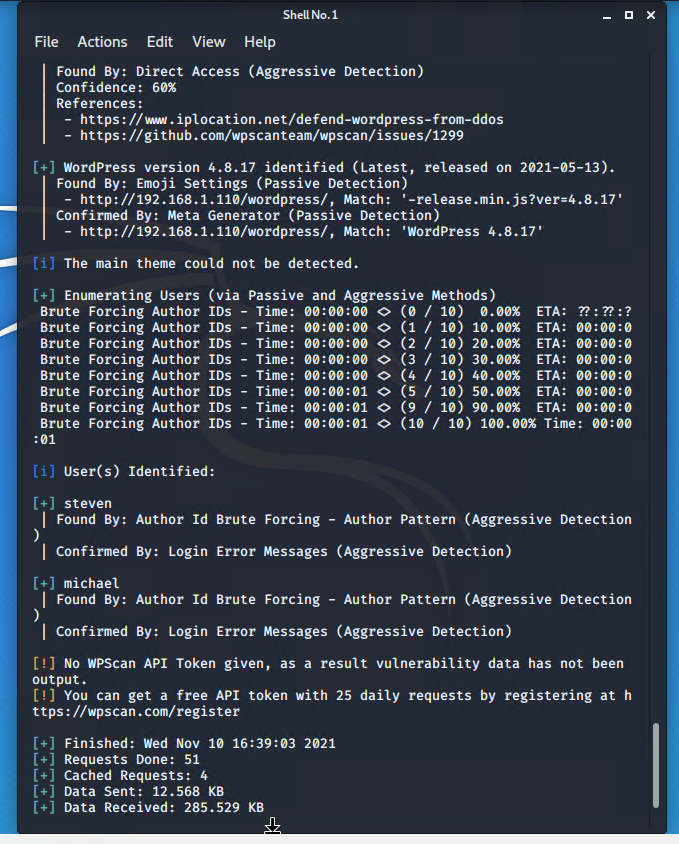 Shell No. 1
File Actions Edit View Help
| Found By: Direct Access (Aggressive Detection)
| Confidence: 60%
| References:
|  - https://www.iplocation.net/defend-wordpress-from-ddos
|  - https://github.com/wpscanteam/wpscan/issues/1299
[+] WordPress version 4.8.17 identified (Latest, released on 2021-05-13).
| Found By: Emoji Settings (Passive Detection)
|  - http://192.168.1.110/wordpress/, Match: '-release.min.js?ver=4.8.17'
| Confirmed By: Meta Generator (Passive Detection)
|  - http://192.168.1.110/wordpress/, Match: 'WordPress 4.8.17'
[i] The main theme could not be detected.
[+] Enumerating Users (via Passive and Aggressive Methods)
Brute Forcing Author IDs - Time: 00:00:00 <> (0 / 10)  0.00%  ETA: ??:??:?
Brute Forcing Author IDs - Time: 00:00:00 <> (1 / 10) 10.00%  ETA: 00:00:0
Brute Forcing Author IDs - Time: 00:00:00 <> (2 / 10) 20.00%  ETA: 00:00:0
Brute Forcing Author IDs - Time: 00:00:00 <> (3 / 10) 30.00%  ETA: 00:00:0
Brute Forcing Author IDs - Time: 00:00:00 <> (4 / 10) 40.00%  ETA: 00:00:0
Brute Forcing Author IDs - Time: 00:00:01 <> (5 / 10) 50.00%  ETA: 00:00:0
Brute Forcing Author IDs - Time: 00:00:01 <> (9 / 10) 90.00%  ETA: 00:00:0
Brute Forcing Author IDs - Time: 00:00:01 <> (10 / 10) 100.00% Time: 00:00
:01
[i] User(s) Identified:
[+] steven
| Found By: Author Id Brute Forcing - Author Pattern (Aggressive Detection
)
| Confirmed By: Login Error Messages (Aggressive Detection)
[+] michael
| Found By: Author Id Brute Forcing - Author Pattern (Aggressive Detection
)
| Confirmed By: Login Error Messages (Aggressive Detection)
[!] No WPScan API Token given, as a result vulnerability data has not been
output.
[!] You can get a free API token with 25 daily requests by registering at h
ttps://wpscan.com/register
[+] Finished: Wed Nov 10 16:39:03 2021
[+] Requests Done: 51
[+] Cached Requests: 4
[+] Data Sent: 12.568 KB
[+] Data Received: 285.529 KB